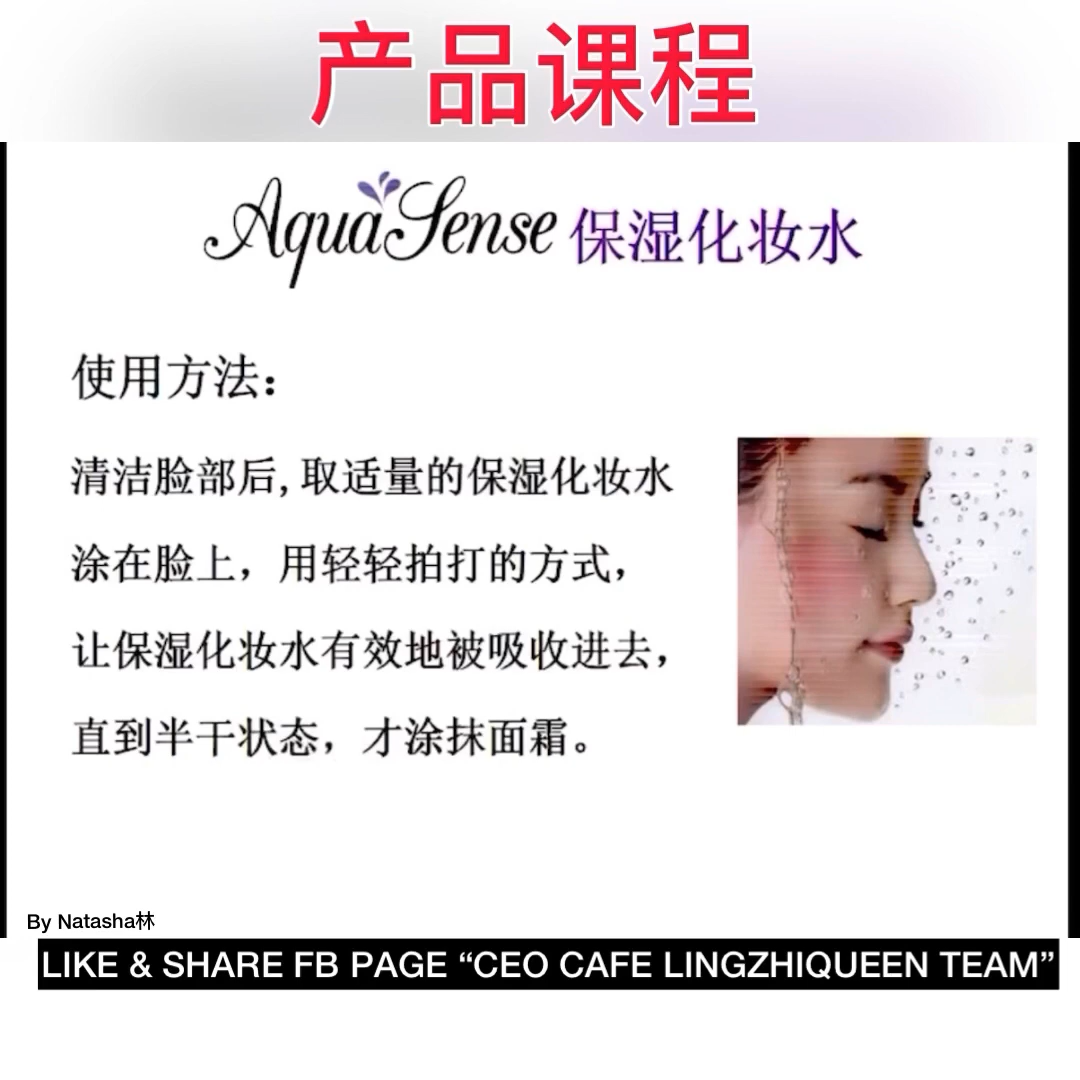 产品课程
AquaSense 保湿化妆水
使用方法：
清洁脸部后, 取适量的保湿化妆水
涂在脸上，用轻轻拍打的方式，
让保湿化妆水有效地被吸收进去，
直到半干状态，才涂抹面霜。
By Natasha林
LIKE & SHARE FB PAGE “CEO CAFE LINGZHIQUEEN TEAM”